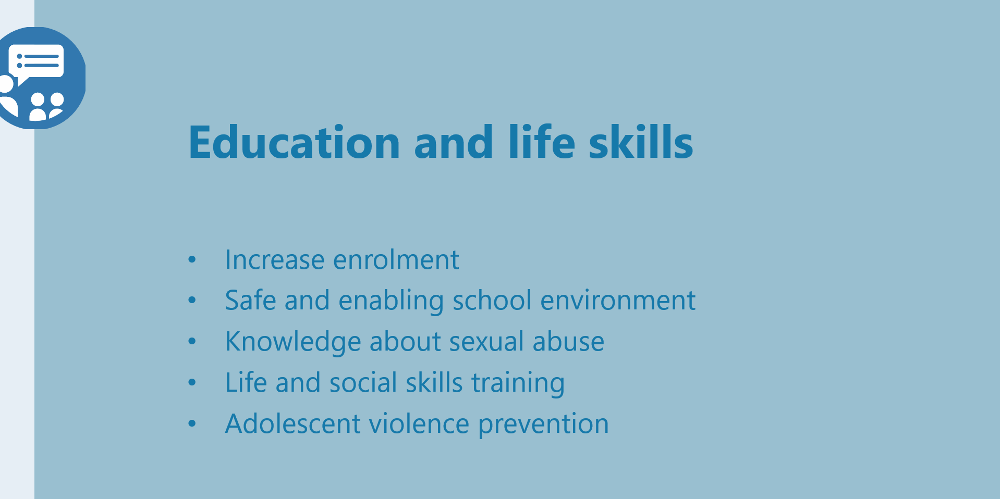 Education and life skills
• Increase enrolment
• Safe and enabling school environment
• Knowledge about sexual abuse
• Life and social skills training
• Adolescent violence prevention